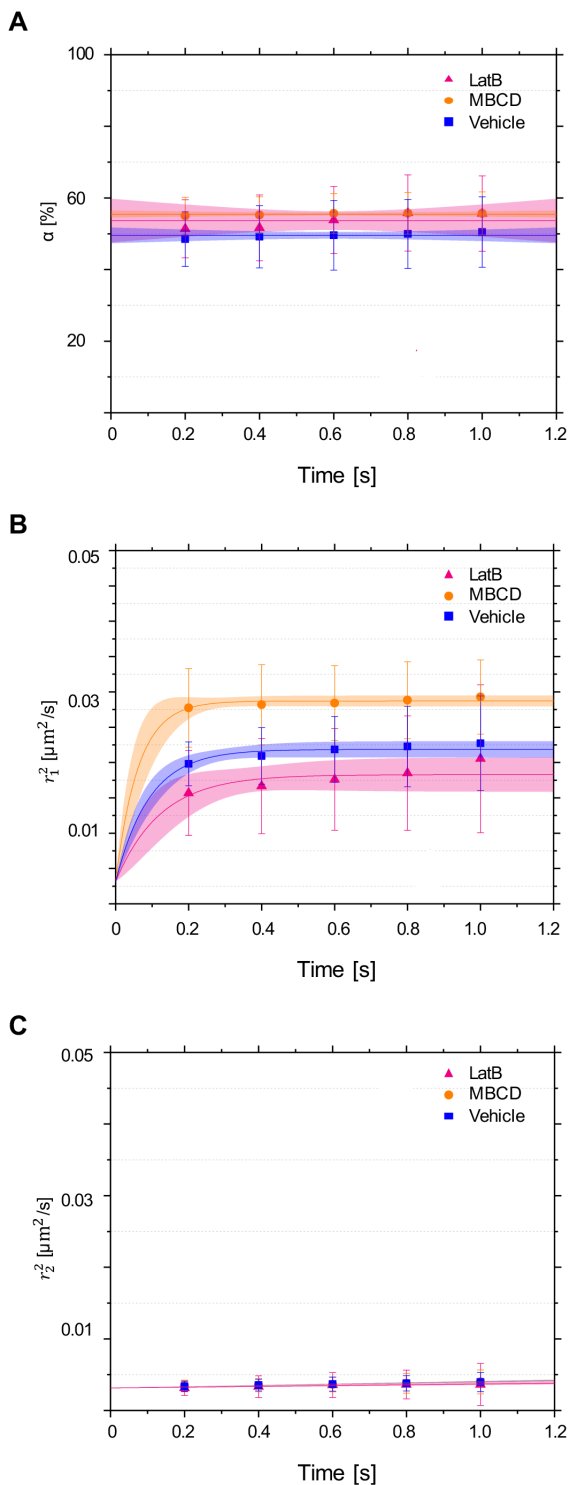 A
100
60
20
α [%]
LatB
MBCD
Vehicle
0 0.2 0.4 0.6 0.8 1.0 1.2
Time [s]
B
0.05
0.03
0.01
r₁² [μm²/s]
LatB
MBCD
Vehicle
0 0.2 0.4 0.6 0.8 1.0 1.2
Time [s]
C
0.05
0.03
0.01
r₂² [μm²/s]
LatB
MBCD
Vehicle
0 0.2 0.4 0.6 0.8 1.0 1.2
Time [s]